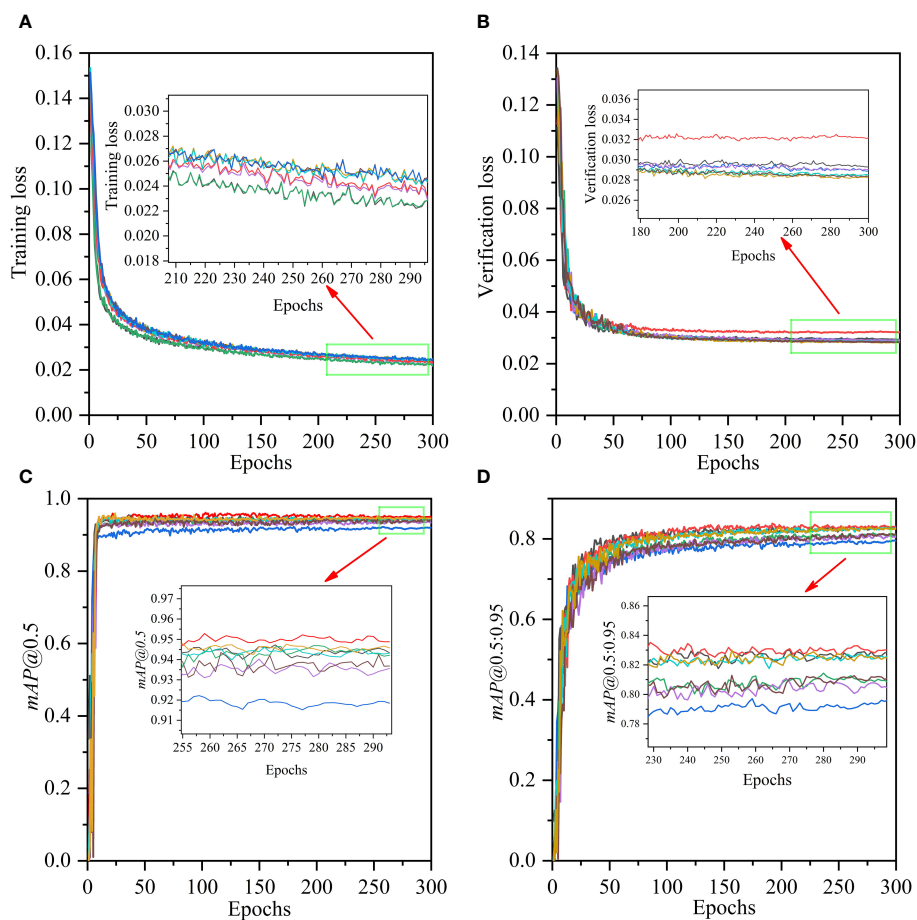 A
0.16
0.14
0.12
0.10
0.08
0.06
0.04
0.02
0.00
Training loss
0 50 100 150 200 250 300
Epochs
0.030
0.028
0.026
0.024
0.022
0.020
0.018
Training loss
210 220 230 240 250 260 270 280 290
Epochs
B
0.14
0.12
0.10
0.08
0.06
0.04
0.02
0.00
Verification loss
0 50 100 150 200 250 300
Epochs
0.036
0.034
0.032
0.030
0.028
0.026
Verification loss
180 200 220 240 260 280 300
Epochs
C
1.0
0.8
0.6
0.4
0.2
0.0
mAP@0.5
0 50 100 150 200 250 300
Epochs
0.97
0.96
0.95
0.94
0.93
0.92
0.91
mAP@0.5
255 260 265 270 275 280 285 290
Epochs
D
0.8
0.6
0.4
0.2
0.0
mAP@0.5:0.95
0 50 100 150 200 250 300
Epochs
0.86
0.84
0.82
0.80
0.78
mAP@0.5:0.95
230 240 250 260 270 280 290
Epochs